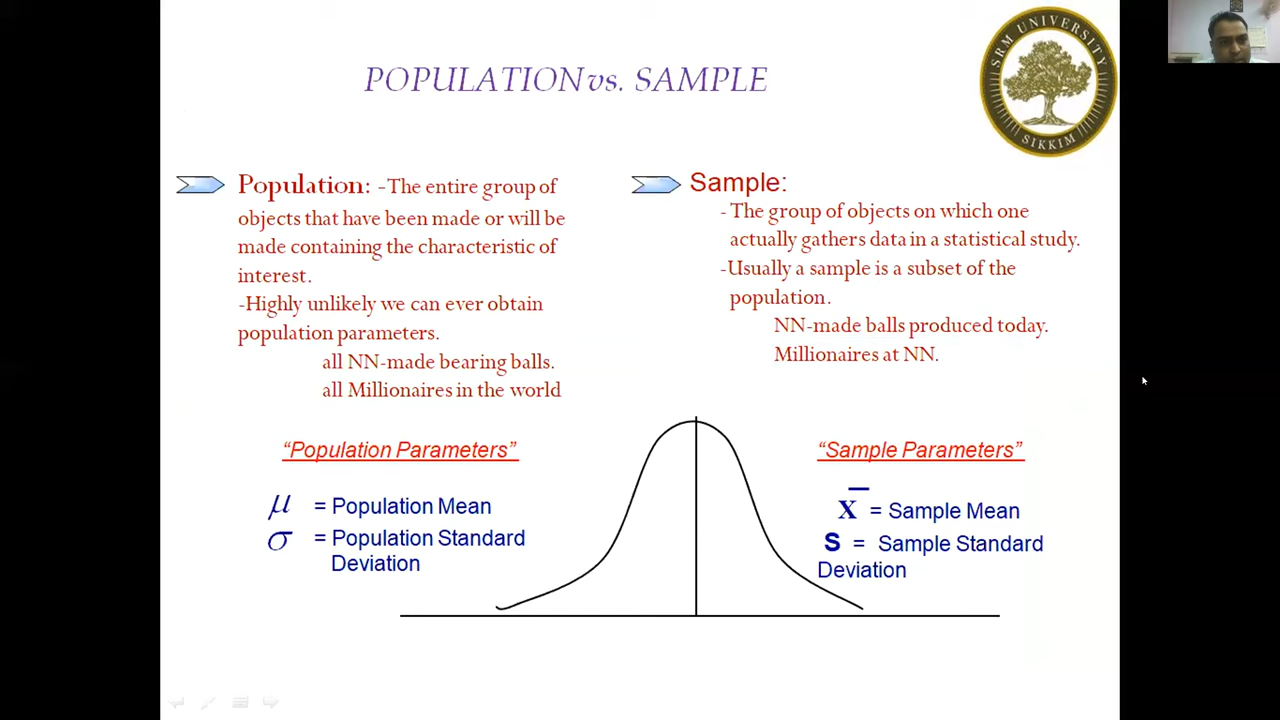 POPULATION vs. SAMPLE
SRM UNIVERSITY
SIKKIM
Population: -The entire group of
objects that have been made or will be
made containing the characteristic of
interest.
-Highly unlikely we can ever obtain
population parameters.
all NN-made bearing balls.
all Millionaires in the world
Sample:
- The group of objects on which one
actually gathers data in a statistical study.
-Usually a sample is a subset of the
population.
NN-made balls produced today.
Millionaires at NN.
“Population Parameters”
μ = Population Mean
σ = Population Standard
Deviation
“Sample Parameters”
X̅ = Sample Mean
S = Sample Standard
Deviation